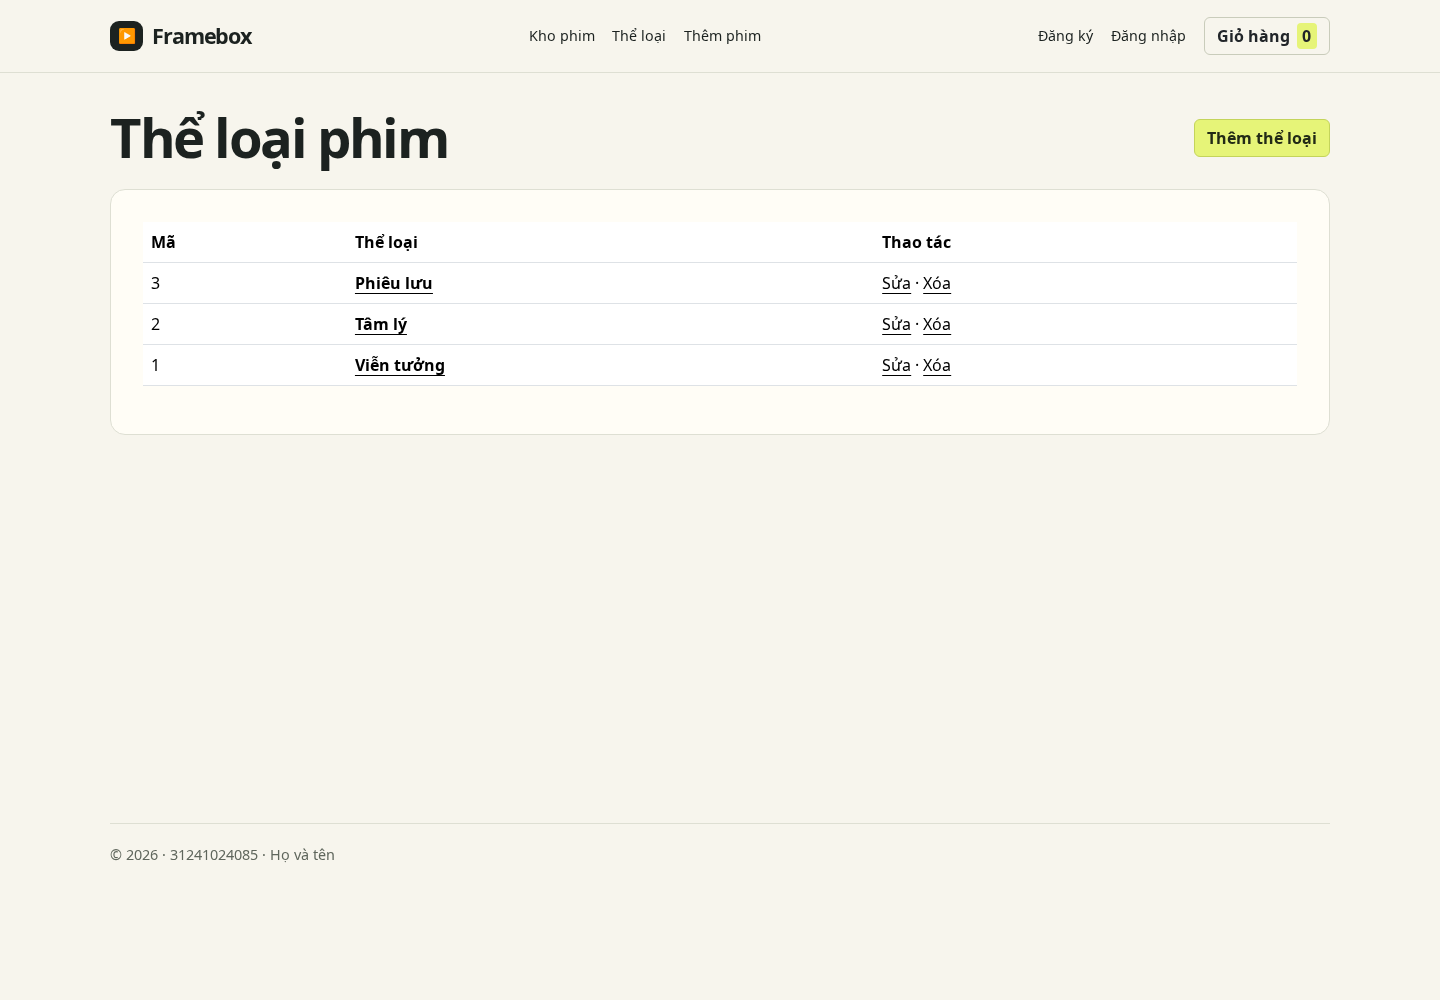 Framebox
Kho phim Thể loại Thêm phim
Đăng ký Đăng nhập Giỏ hàng 0
Thể loại phim
Thêm thể loại
Mã Thể loại Thao tác
3 Phiêu lưu Sửa · Xóa
2 Tâm lý Sửa · Xóa
1 Viễn tưởng Sửa · Xóa
© 2026 · 31241024085 · Họ và tên